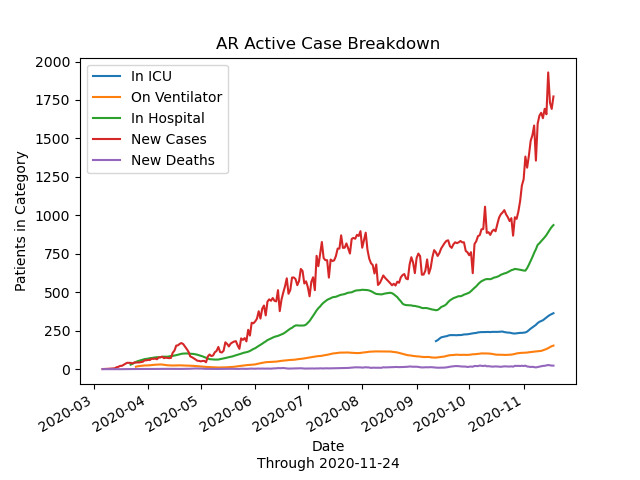 AR Active Case Breakdown
In ICU
On Ventilator
In Hospital
New Cases
New Deaths
Patients in Category
2000
1750
1500
1250
1000
750
500
250
0
2020-03
2020-04
2020-05
2020-06
2020-07
2020-08
2020-09
2020-10
2020-11
Date
Through 2020-11-24